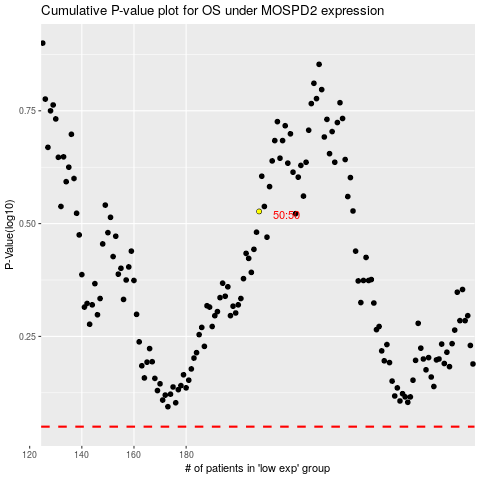 Cumulative P-value plot for OS under MOSPD2 expression
P-Value(log10)
0.75
0.50
0.25
50:50
120 140 160 180
# of patients in 'low exp' group